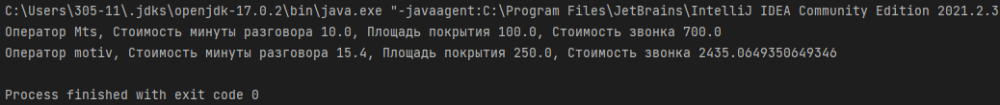 C:\Users\305-11\.jdks\openjdk-17.0.2\bin\java.exe "-javaagent:C:\Program Files\JetBrains\IntelliJ IDEA Community Edition 2021.2.3
Оператор Mts, Стоимость минуты разговора 10.0, Площадь покрытия 100.0, Стоимость звонка 700.0
Оператор motiv, Стоимость минуты разговора 15.4, Площадь покрытия 250.0, Стоимость звонка 2435.0649350649346
Process finished with exit code 0